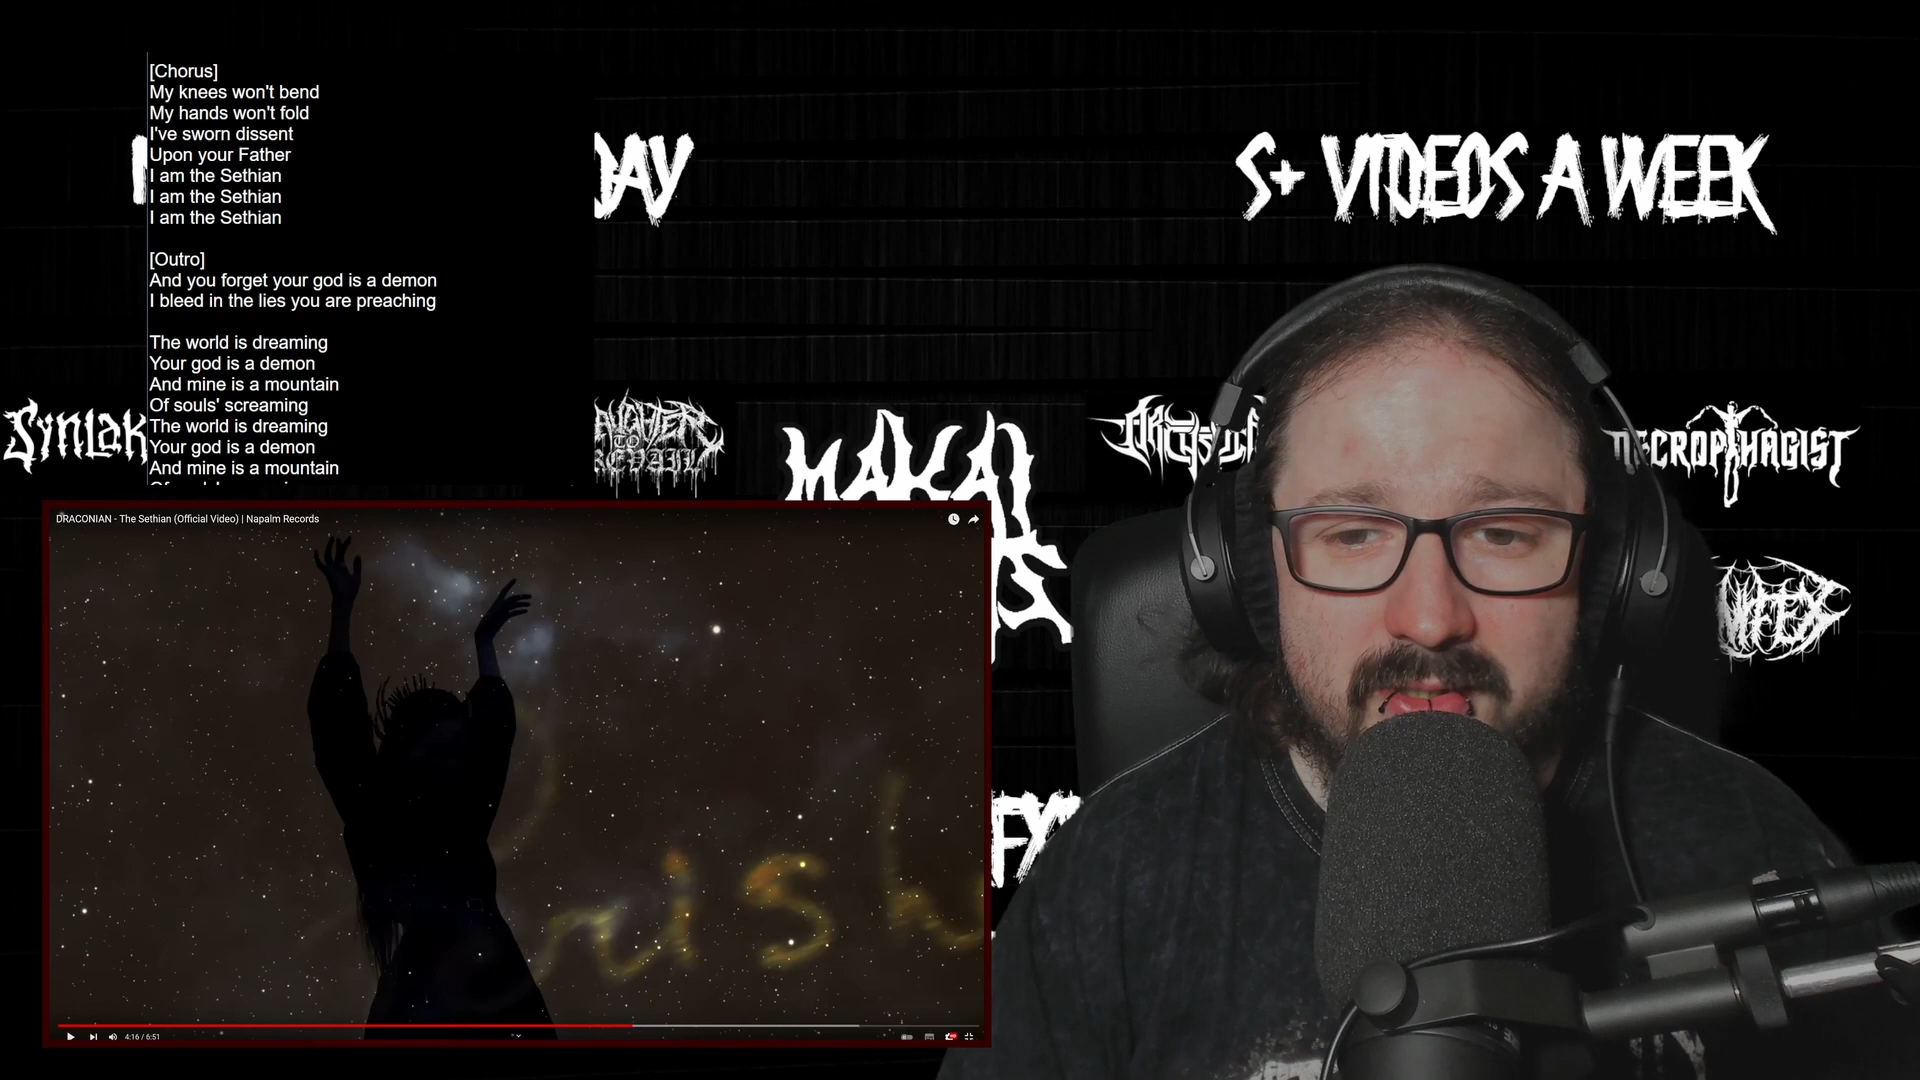 [Chorus]
My knees won't bend
My hands won't fold
I've sworn dissent
Upon your Father
I am the Sethian
I am the Sethian
I am the Sethian
[Outro]
And you forget your god is a demon
I bleed in the lies you are preaching
The world is dreaming
Your god is a demon
And mine is a mountain
Of souls' screaming
The world is dreaming
Your god is a demon
And mine is a mountain
DAY
5+ VIDEOS A WEEK
SYNLAK
TO
MAKAI
DRACONIAN - The Sethian (Official Video) | Napalm Records
4:16 / 6:51